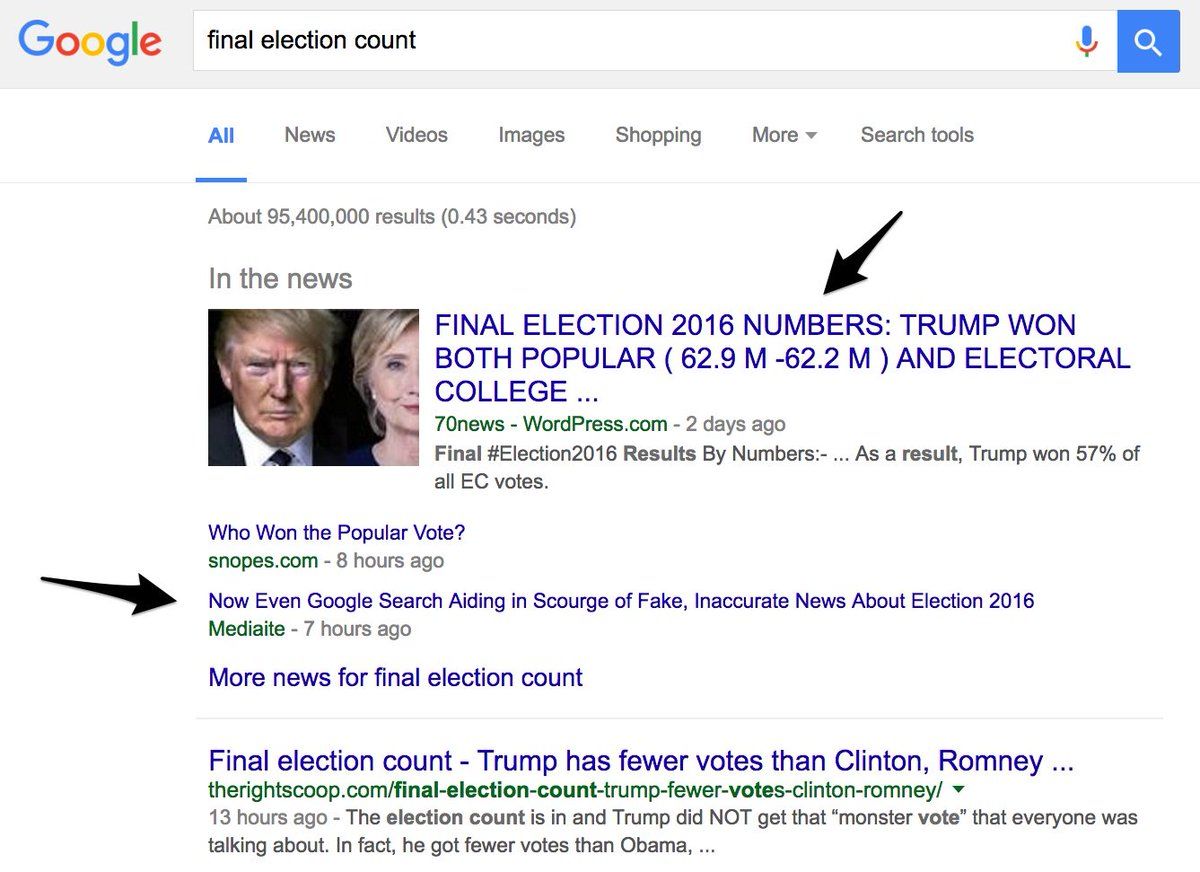 Google
final election count
All News Videos Images Shopping More Search tools
About 95,400,000 results (0.43 seconds)
In the news
FINAL ELECTION 2016 NUMBERS: TRUMP WON
BOTH POPULAR ( 62.9 M -62.2 M ) AND ELECTORAL
COLLEGE ...
70news - WordPress.com - 2 days ago
Final #Election2016 Results By Numbers:- ... As a result, Trump won 57% of
all EC votes.
Who Won the Popular Vote?
snopes.com - 8 hours ago
Now Even Google Search Aiding in Scourge of Fake, Inaccurate News About Election 2016
Mediaite - 7 hours ago
More news for final election count
Final election count - Trump has fewer votes than Clinton, Romney ...
therightscoop.com/final-election-count-trump-fewer-votes-clinton-romney/
13 hours ago - The election count is in and Trump did NOT get that “monster vote” that everyone was
talking about. In fact, he got fewer votes than Obama, ...